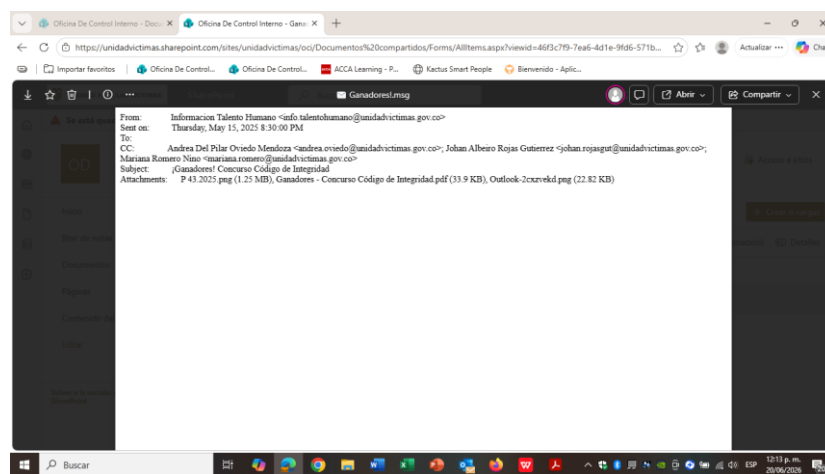 Oficina De Control Interno - Docu
Oficina De Control Interno - Gana
https://unidadvictimas.sharepoint.com/sites/unidadvictimas/oci/Documentos%20compartidos/Forms/AllItems.aspx?viewid=46f3c7f9-7ea6-4d1e-9fd6-571b...
Actualizar
Importar favoritos
Oficina De Control...
Oficina De Control...
ACCA Learning - P...
Kactus Smart People
Bienvenido - Aplic...
Ganadores!.msg
Abrir
Compartir
From: Informacion Talento Humano <info.talentohumano@unidadvictimas.gov.co>
Sent on: Thursday, May 15, 2025 8:30:00 PM
To:
CC: Andrea Del Pilar Oviedo Mendoza <andrea.oviedo@unidadvictimas.gov.co>; Johan Albeiro Rojas Gutierrez <johan.rojasgut@unidadvictimas.gov.co>;
Mariana Romero Nino <mariana.romero@unidadvictimas.gov.co>
Subject: ¡Ganadores! Concurso Código de Integridad
Attachments: P 43.2025.png (1.25 MB), Ganadores - Concurso Código de Integridad.pdf (33.9 KB), Outlook-2cxzvekd.png (22.82 KB)
OD
Inicio
Documentos
Páginas
Buscar
ESP
12:13 p. m.
20/06/2026